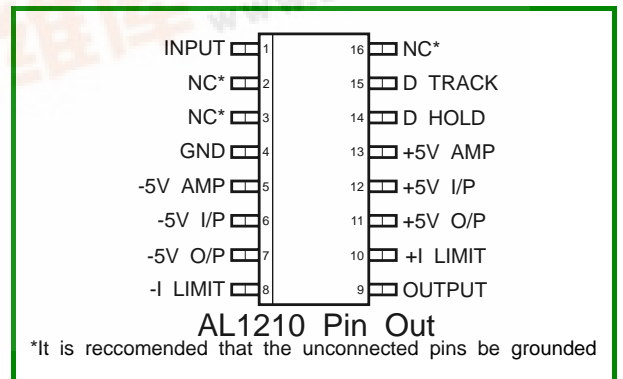 INPUT 1 16 NC*
NC* 2 15 D TRACK
NC* 3 14 D HOLD
GND 4 13 +5V AMP
-5V AMP 5 12 +5V I/P
-5V I/P 6 11 +5V O/P
-5V O/P 7 10 +I LIMIT
-I LIMIT 8 9 OUTPUT
AL1210 Pin Out
*It is reccomended that the unconnected pins be grounded